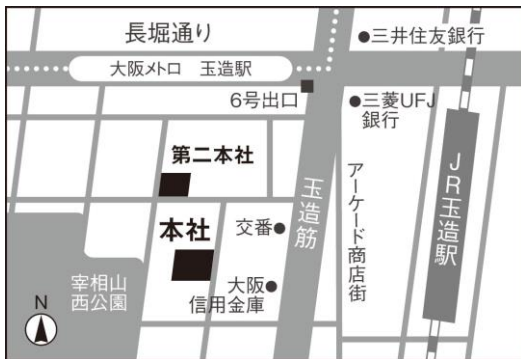 長堀通り
三井住友銀行
大阪メトロ 玉造駅
6号出口
三菱UFJ
銀行
第二本社
玉造筋
アーケード商店街
JR玉造駅
本社
交番
宰相山
西公園
大阪
信用金庫
N